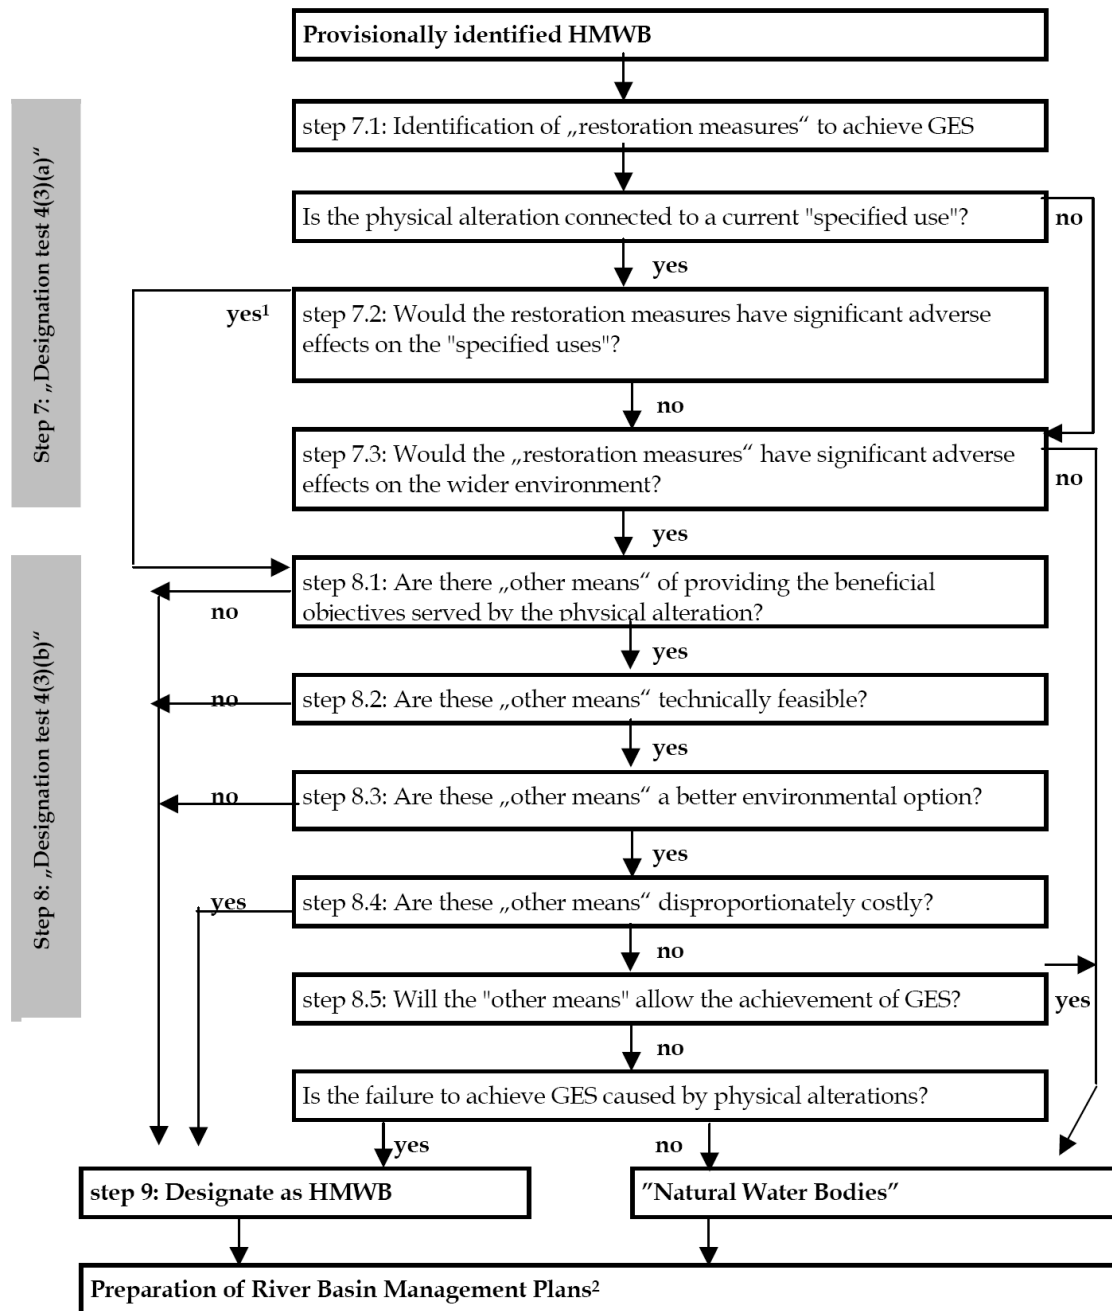 Provisionally identified HMWB
step 7.1: Identification of „restoration measures“ to achieve GES
Is the physical alteration connected to a current "specified use"?
no
yes
yes¹
step 7.2: Would the restoration measures have significant adverse
effects on the "specified uses"?
no
step 7.3: Would the „restoration measures“ have significant adverse
effects on the wider environment?
no
yes
Step 7: „Designation test 4(3)(a)“
step 8.1: Are there „other means“ of providing the beneficial
objectives served by the physical alteration?
no
yes
step 8.2: Are these „other means“ technically feasible?
no
yes
step 8.3: Are these „other means“ a better environmental option?
no
yes
step 8.4: Are these „other means“ disproportionately costly?
yes
no
step 8.5: Will the "other means" allow the achievement of GES?
yes
no
Step 8: „Designation test 4(3)(b)“
Is the failure to achieve GES caused by physical alterations?
yes
no
step 9: Designate as HMWB
”Natural Water Bodies”
Preparation of River Basin Management Plans²